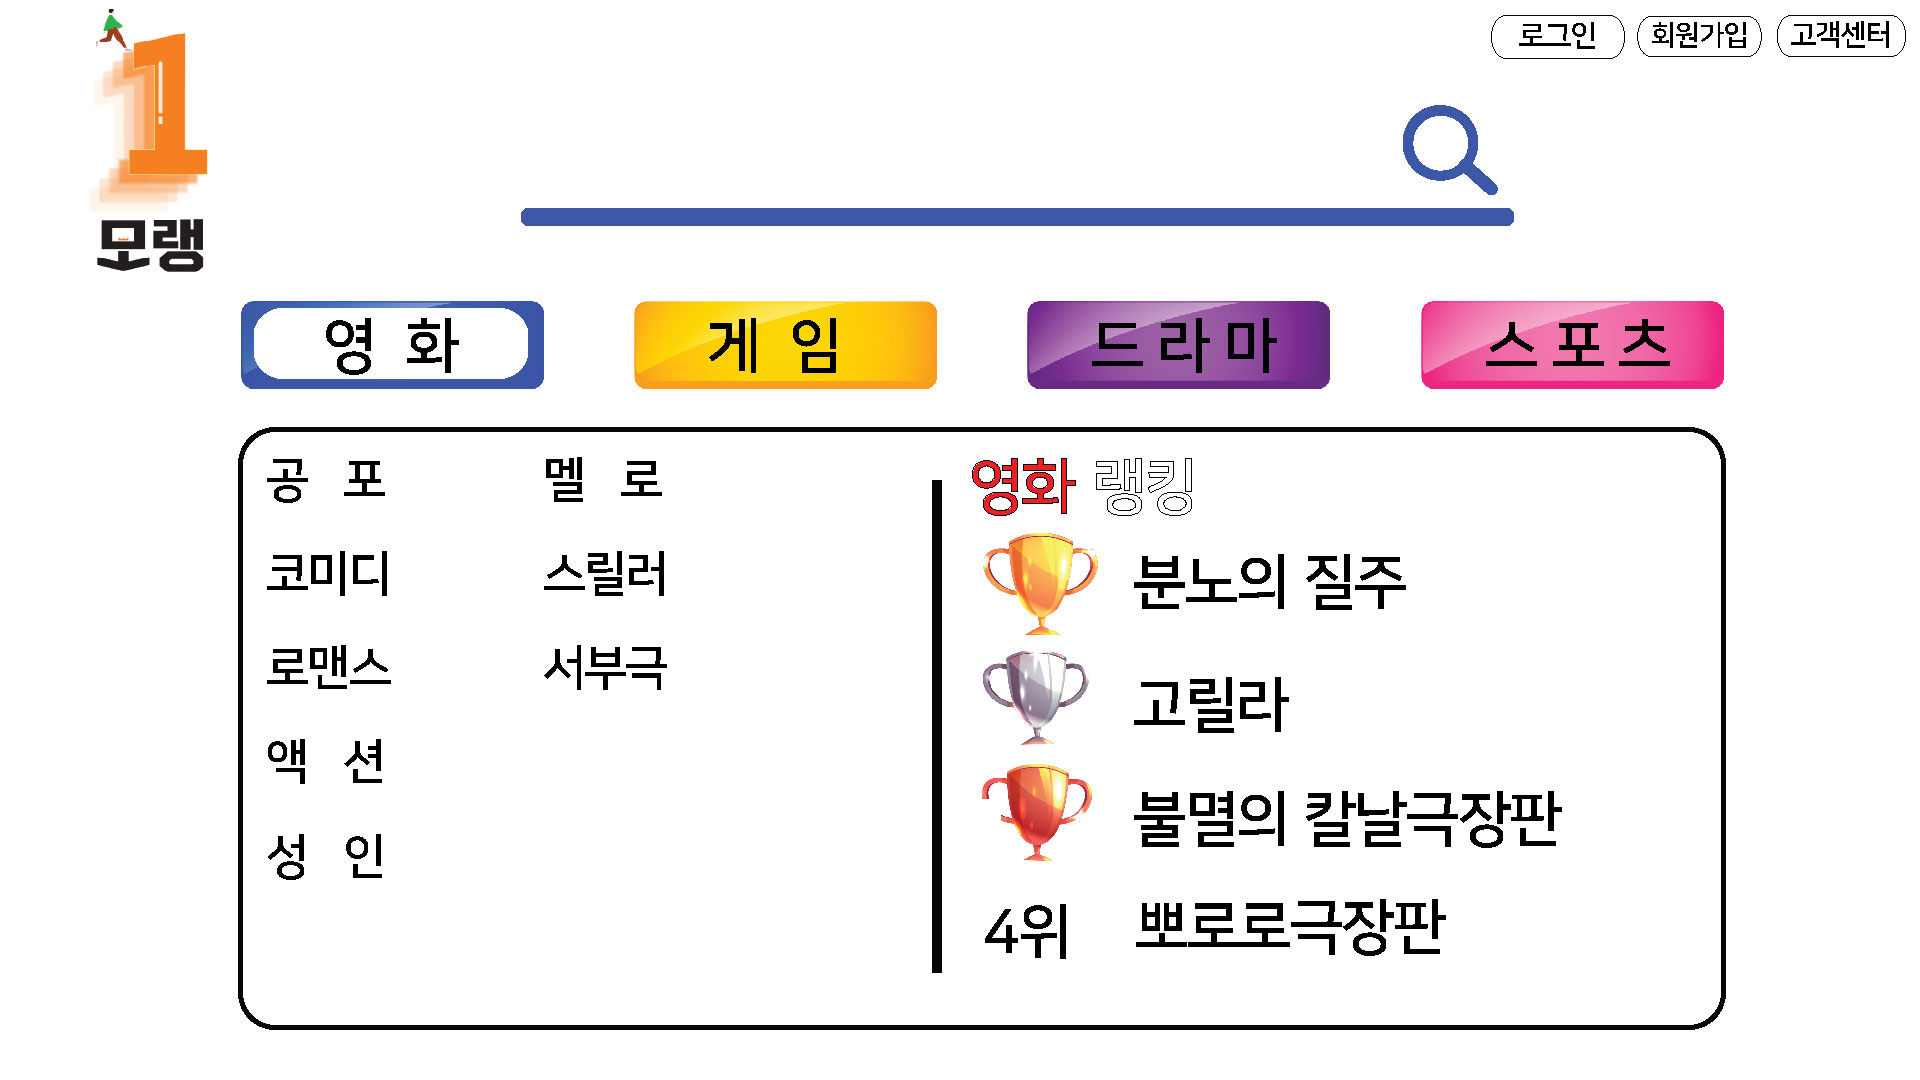 로그인 회원가입 고객센터
1
모랭
영 화 게 임 드라마 스포츠
공 포 멜 로
코미디 스릴러
로맨스 서부극
액 션
성 인
영화 랭킹
분노의 질주
고릴라
불멸의 칼날극장판
4위 뽀로로극장판